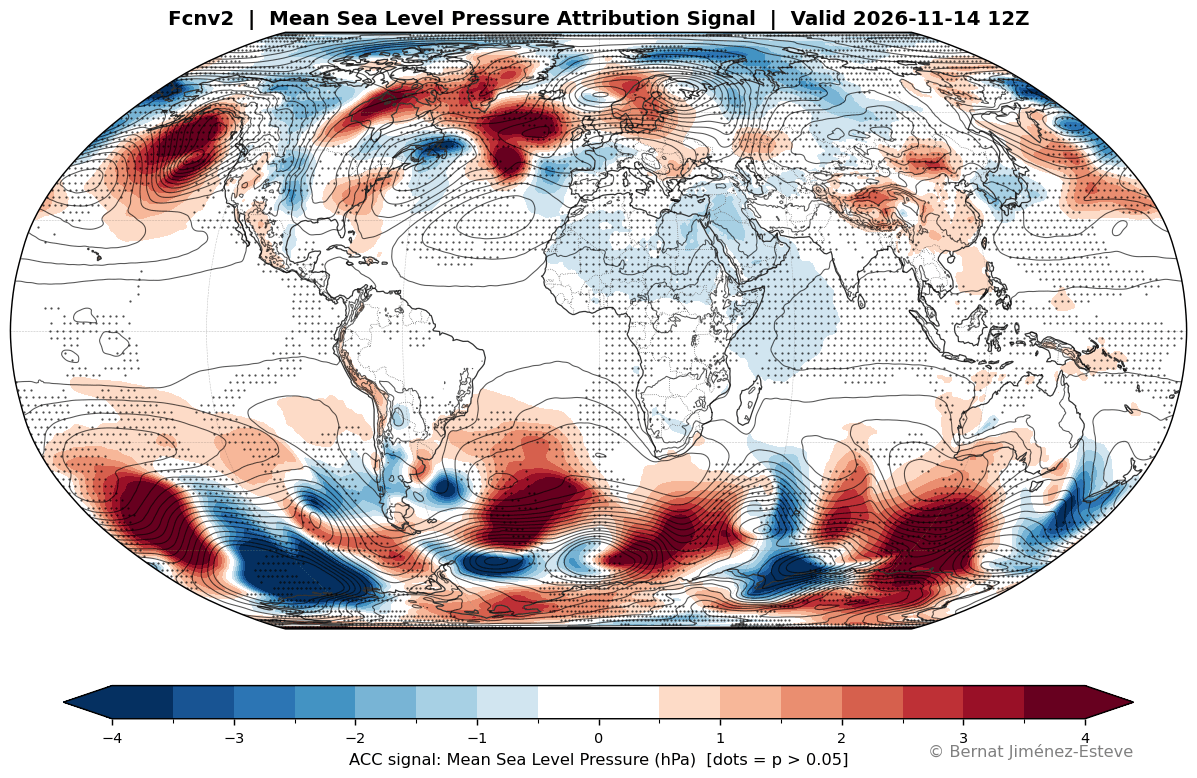 Fcnv2 | Mean Sea Level Pressure Attribution Signal | Valid 2026-11-14 12Z
−4 −3 −2 −1 0 1 2 3 4
ACC signal: Mean Sea Level Pressure (hPa) [dots = p > 0.05]
© Bernat Jiménez-Esteve